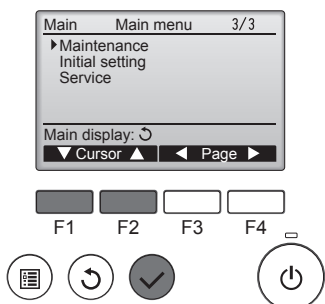 Main Main menu 3/3
Maintenance
Initial setting
Service
Main display:
Cursor Page
F1 F2 F3 F4